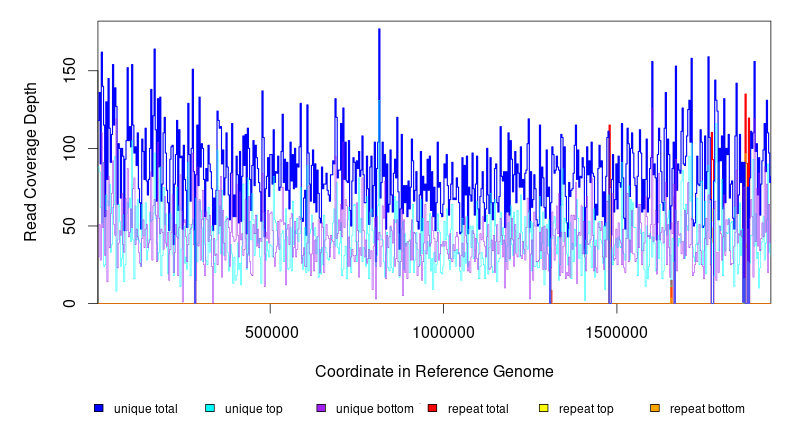 Read Coverage Depth
150
100
50
0
500000 1000000 1500000
Coordinate in Reference Genome
unique total unique top unique bottom repeat total repeat top repeat bottom